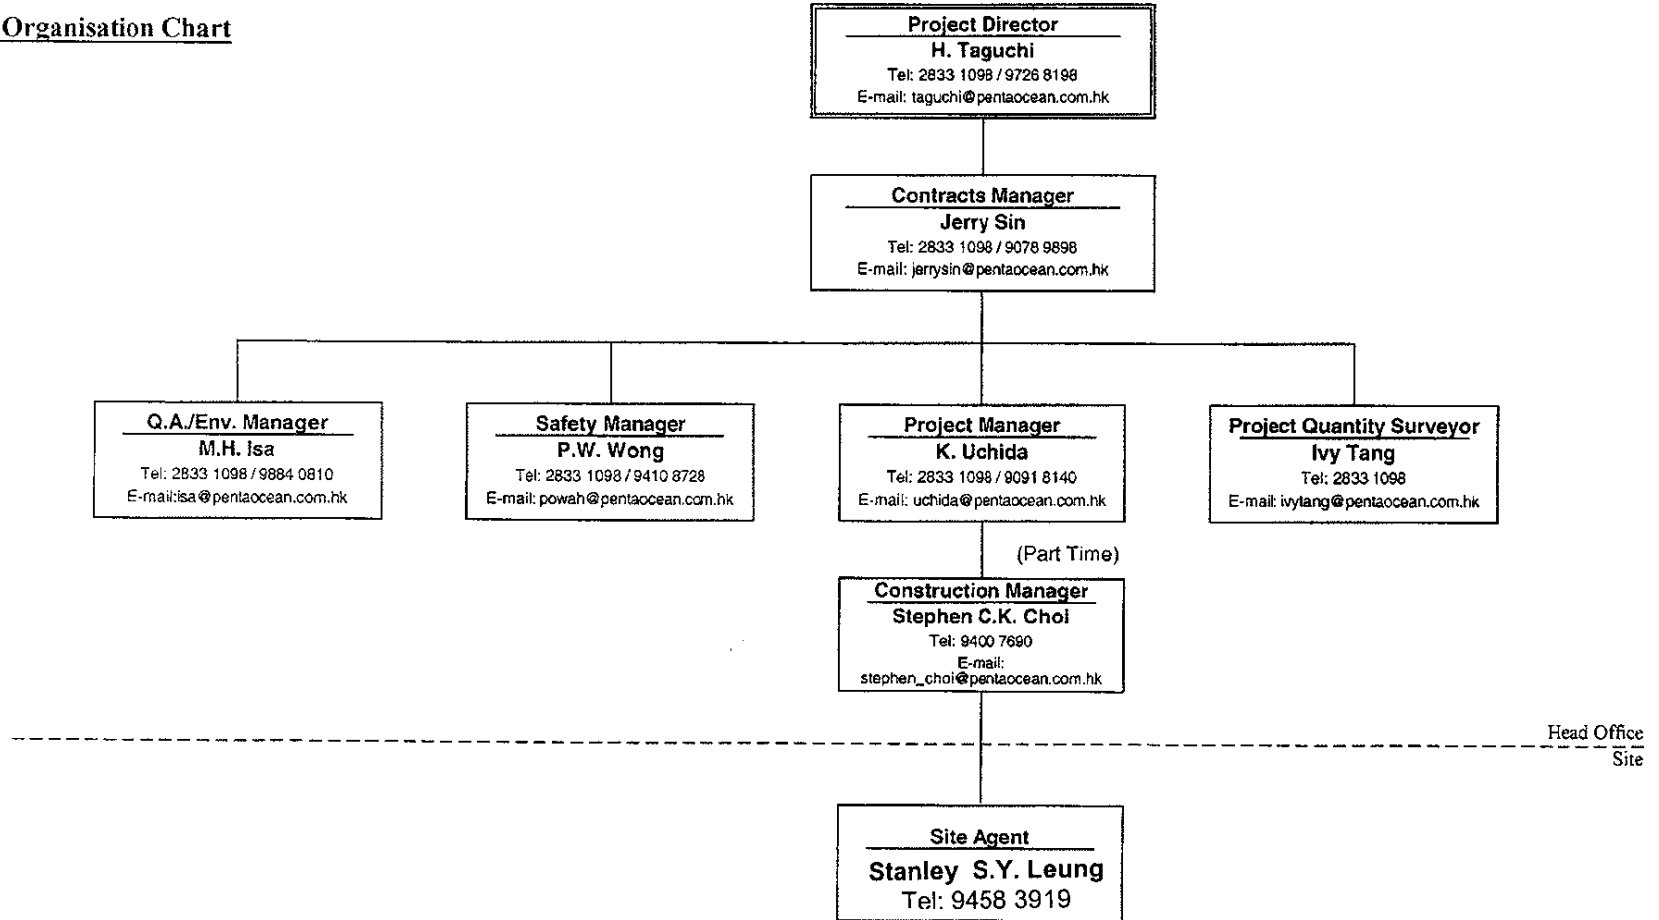 Organisation Chart
Project Director
H. Taguchi
Tel: 2833 1098 / 9726 8198
E-mail: taguchi@pentaocean.com.hk
Contracts Manager
Jerry Sin
Tel: 2833 1098 / 9078 9898
E-mail: jerrysin@pentaocean.com.hk
Q.A./Env. Manager
M.H. Isa
Tel: 2833 1098 / 9884 0810
E-mail:isa@pentaocean.com.hk
Safety Manager
P.W. Wong
Tel: 2833 1098 / 9410 8728
E-mail: powah@pentaocean.com.hk
Project Manager
K. Uchida
Tel: 2833 1098 / 9091 8140
E-mail: uchida@pentaocean.com.hk
Project Quantity Surveyor
Ivy Tang
Tel: 2833 1098
E-mail: ivytang@pentaocean.com.hk
(Part Time)
Construction Manager
Stephen C.K. Choi
Tel: 9400 7690
E-mail:
stephen_choi@pentaocean.com.hk
Head Office
Site
Site Agent
Stanley S.Y. Leung
Tel: 9458 3919